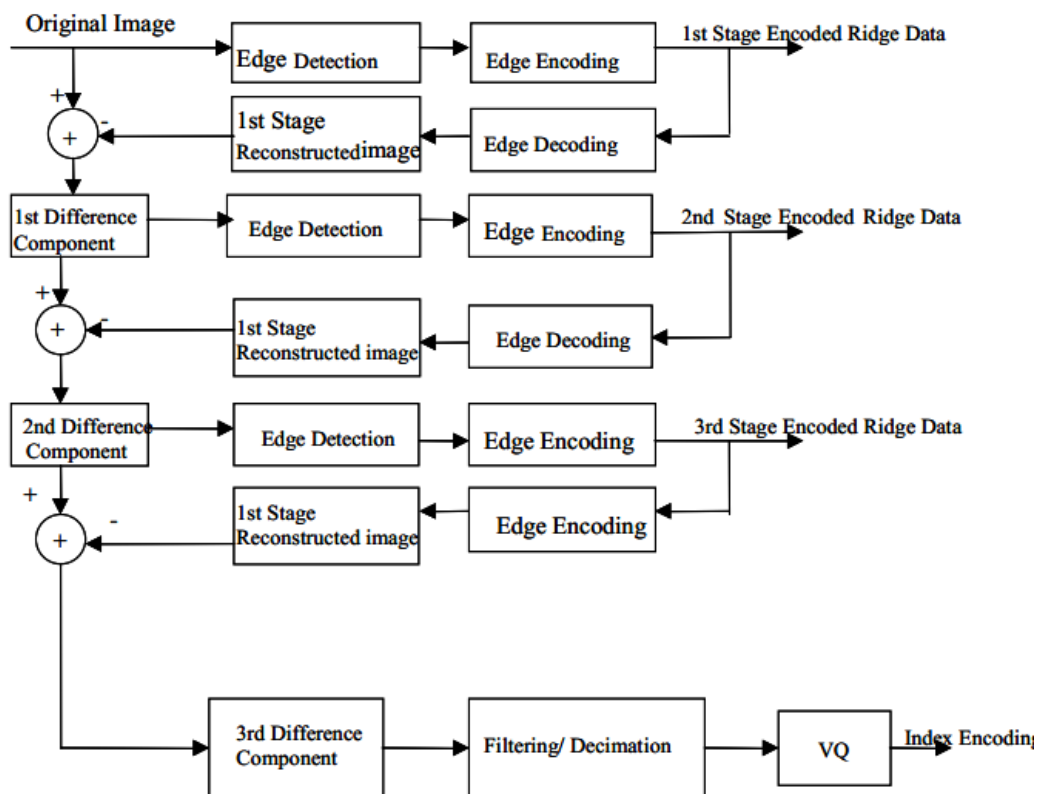 Original Image
Edge Detection
Edge Encoding
1st Stage Encoded Ridge Data
+
-
+
1st Stage
Reconstructed image
Edge Decoding
1st Difference
Component
Edge Detection
Edge Encoding
2nd Stage Encoded Ridge Data
+
-
+
1st Stage
Reconstructed image
Edge Decoding
2nd Difference
Component
Edge Detection
Edge Encoding
3rd Stage Encoded Ridge Data
+
-
+
1st Stage
Reconstructed image
Edge Encoding
3rd Difference
Component
Filtering/ Decimation
VQ
Index Encoding